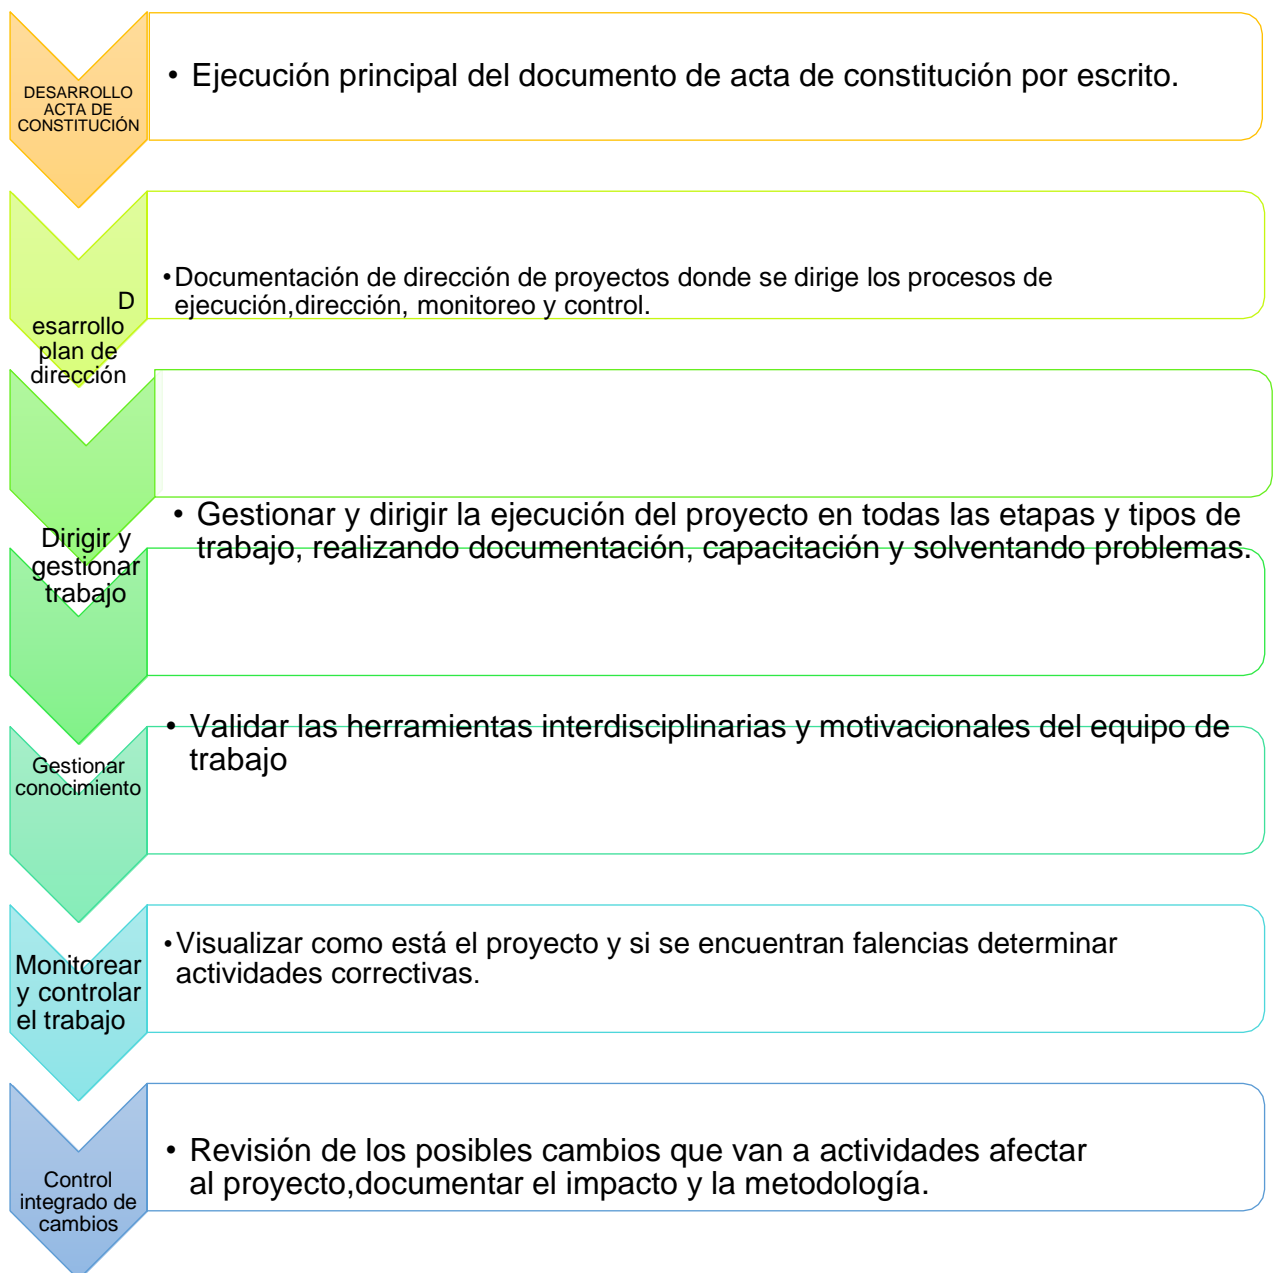 DESARROLLO
ACTA DE
CONSTITUCIÓN
• Ejecución principal del documento de acta de constitución por escrito.
D
esarrollo
plan de
dirección
•Documentación de dirección de proyectos donde se dirige los procesos de
ejecución,dirección, monitoreo y control.
Dirigir y
gestionar
trabajo
• Gestionar y dirigir la ejecución del proyecto en todas las etapas y tipos de
trabajo, realizando documentación, capacitación y solventando problemas.
Gestionar
conocimiento
• Validar las herramientas interdisciplinarias y motivacionales del equipo de
trabajo
Monitorear
y controlar
el trabajo
•Visualizar como está el proyecto y si se encuentran falencias determinar
actividades correctivas.
Control
integrado de
cambios
• Revisión de los posibles cambios que van a actividades afectar
al proyecto,documentar el impacto y la metodología.